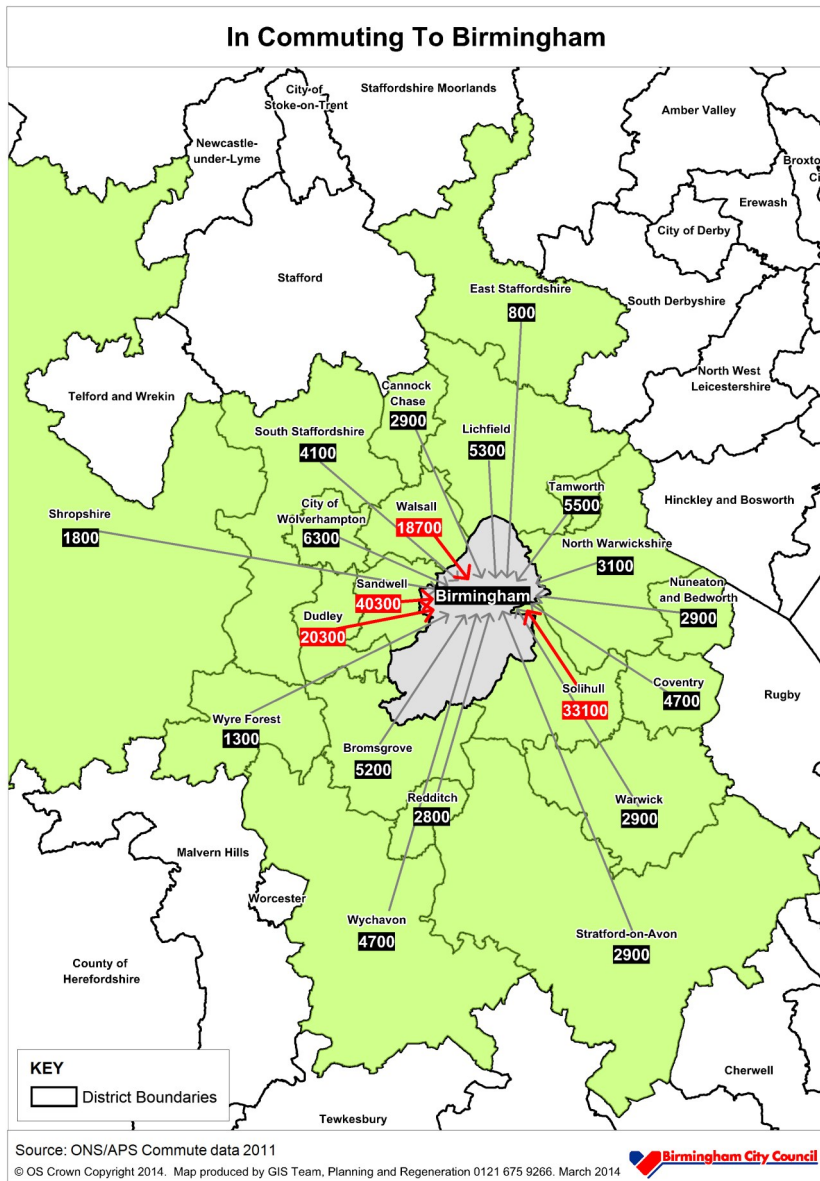 In Commuting To Birmingham
City of
Stoke-on-Trent
Staffordshire Moorlands
Amber Valley
Newcastle-
under-Lyme
Erewash
City of Derby
Stafford
East Staffordshire
800
South Derbyshire
North West
Leicestershire
Telford and Wrekin
Cannock
Chase
2900
South Staffordshire
4100
Lichfield
5300
Tamworth
5500
Hinckley and Bosworth
Shropshire
1800
City of
Wolverhampton
6300
Walsall
18700
North Warwickshire
3100
Nuneaton
and Bedworth
2900
Sandwell
40300
Birmingham
Dudley
20300
Solihull
33100
Coventry
4700
Rugby
Wyre Forest
1300
Bromsgrove
5200
Redditch
2800
Warwick
2900
Malvern Hills
Worcester
Wychavon
4700
Stratford-on-Avon
2900
County of
Herefordshire
KEY
District Boundaries
Cherwell
Tewkesbury
Source: ONS/APS Commute data 2011
© OS Crown Copyright 2014. Map produced by GIS Team, Planning and Regeneration 0121 675 9266. March 2014
Birmingham City Council